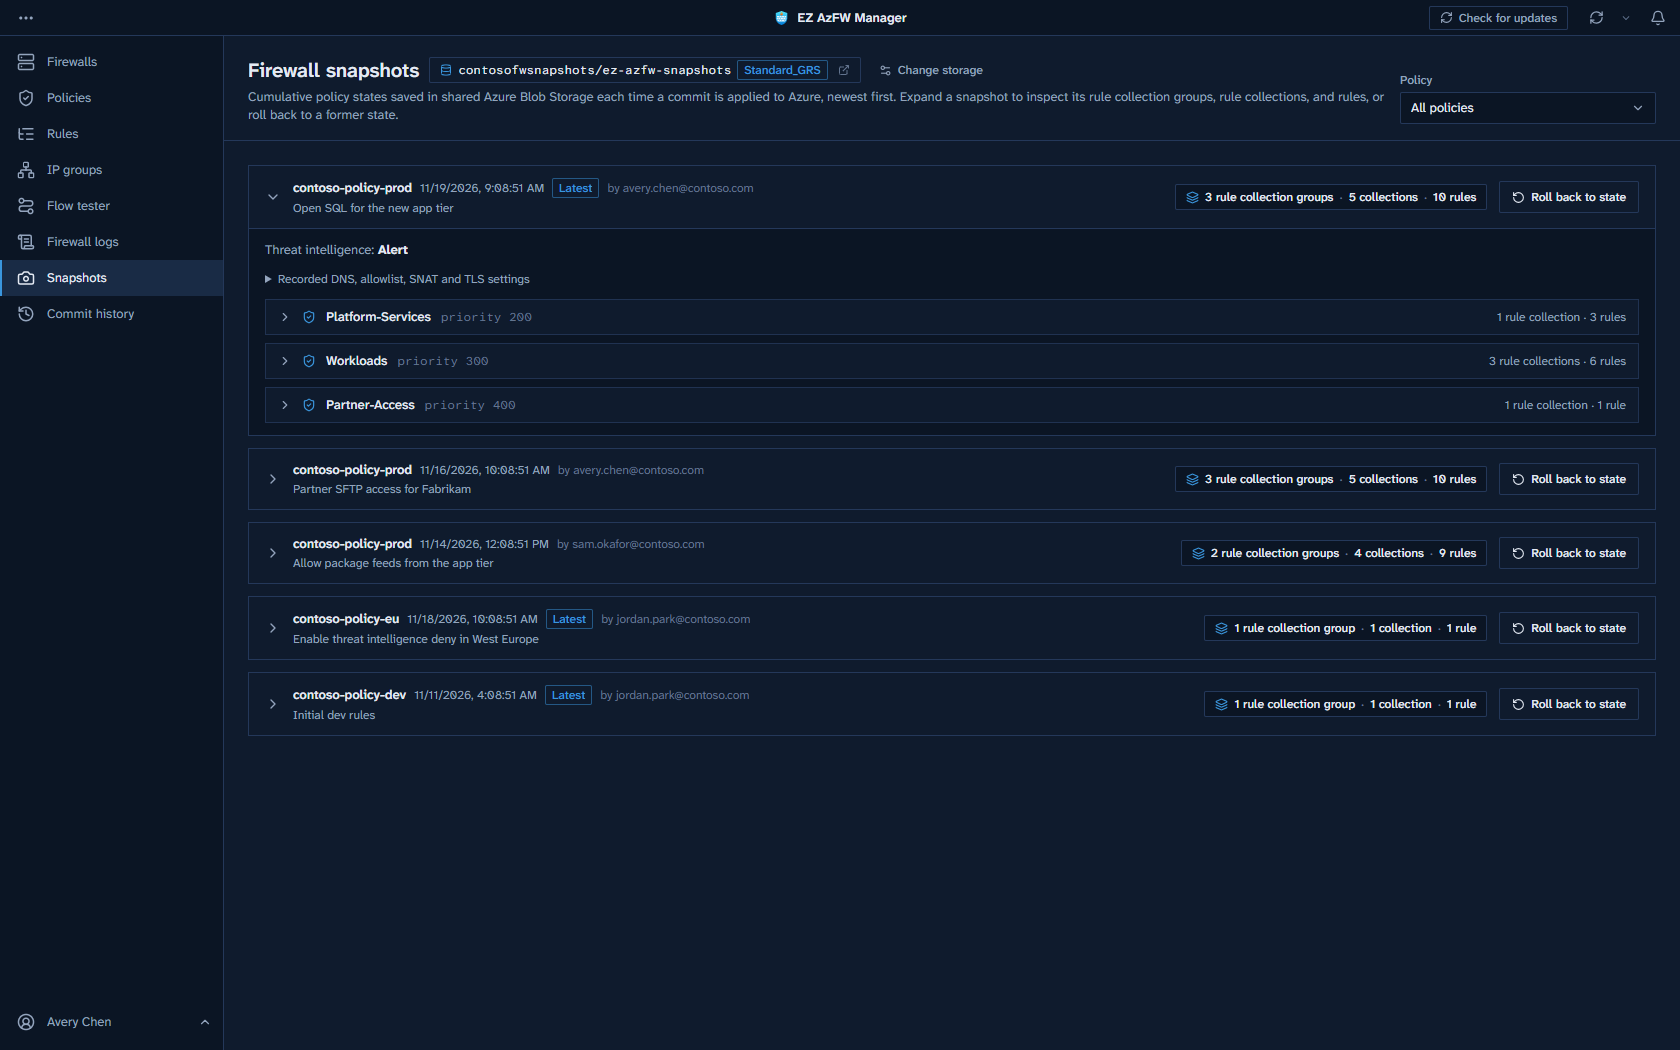 EZ AzFW Manager
Check for updates
Firewalls
Policies
Rules
IP groups
Flow tester
Firewall logs
Snapshots
Commit history
Avery Chen
Firewall snapshots
contosofwsnapshots/ez-azfw-snapshots Standard_GRS
Change storage
Cumulative policy states saved in shared Azure Blob Storage each time a commit is applied to Azure, newest first. Expand a snapshot to inspect its rule collection groups, rule collections, and rules, or
roll back to a former state.
Policy
All policies
contoso-policy-prod 11/19/2026, 9:08:51 AM Latest by avery.chen@contoso.com
Open SQL for the new app tier
3 rule collection groups · 5 collections · 10 rules
Roll back to state
Threat intelligence: Alert
Recorded DNS, allowlist, SNAT and TLS settings
Platform-Services priority 200
1 rule collection · 3 rules
Workloads priority 300
3 rule collections · 6 rules
Partner-Access priority 400
1 rule collection · 1 rule
contoso-policy-prod 11/16/2026, 10:08:51 AM by avery.chen@contoso.com
Partner SFTP access for Fabrikam
3 rule collection groups · 5 collections · 10 rules
Roll back to state
contoso-policy-prod 11/14/2026, 12:08:51 PM by sam.okafor@contoso.com
Allow package feeds from the app tier
2 rule collection groups · 4 collections · 9 rules
Roll back to state
contoso-policy-eu 11/18/2026, 10:08:51 AM Latest by jordan.park@contoso.com
Enable threat intelligence deny in West Europe
1 rule collection group · 1 collection · 1 rule
Roll back to state
contoso-policy-dev 11/11/2026, 4:08:51 AM Latest by jordan.park@contoso.com
Initial dev rules
1 rule collection group · 1 collection · 1 rule
Roll back to state